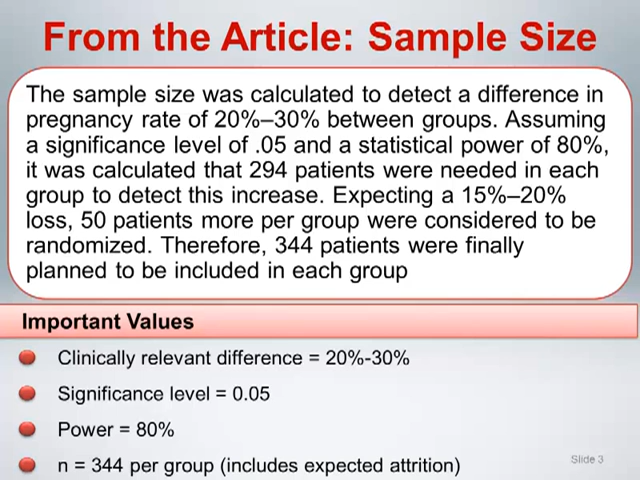 From the Article: Sample Size
The sample size was calculated to detect a difference in
pregnancy rate of 20%–30% between groups. Assuming
a significance level of .05 and a statistical power of 80%,
it was calculated that 294 patients were needed in each
group to detect this increase. Expecting a 15%–20%
loss, 50 patients more per group were considered to be
randomized. Therefore, 344 patients were finally
planned to be included in each group
Important Values
Clinically relevant difference = 20%-30%
Significance level = 0.05
Power = 80%
n = 344 per group (includes expected attrition)
Slide 3